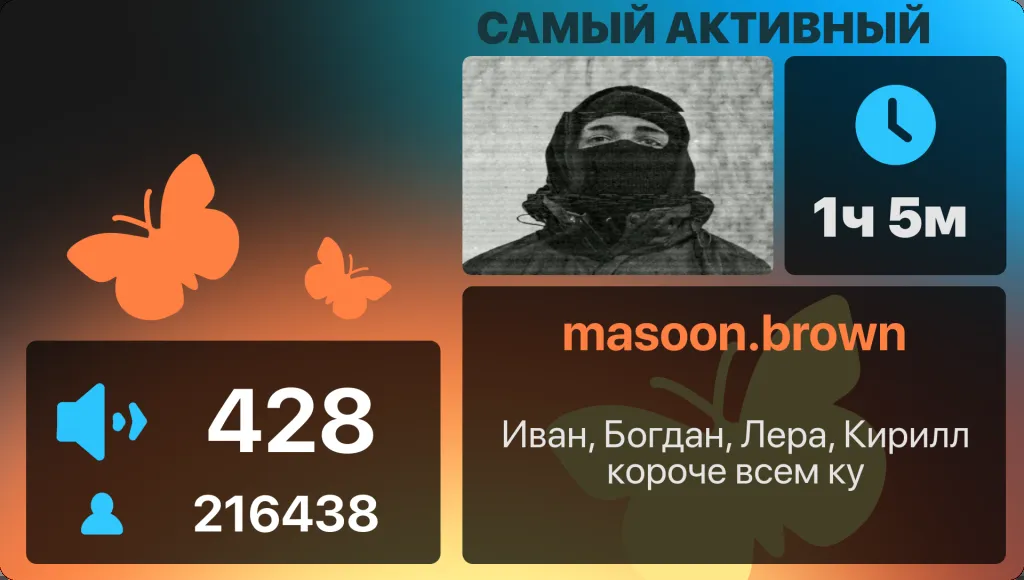 САМЫЙ АКТИВНЫЙ
1ч 5м
428
216438
masoon.brown
Иван, Богдан, Лера, Кирилл
короче всем ку